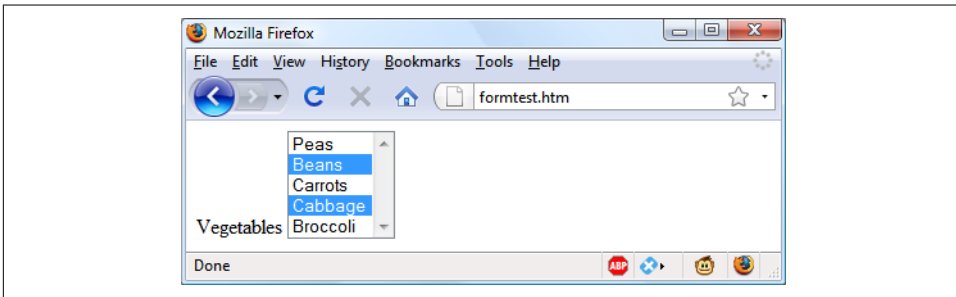 Mozilla Firefox
File Edit View History Bookmarks Tools Help
formtest.htm
Peas
Beans
Carrots
Cabbage
Vegetables Broccoli
Done
ABP